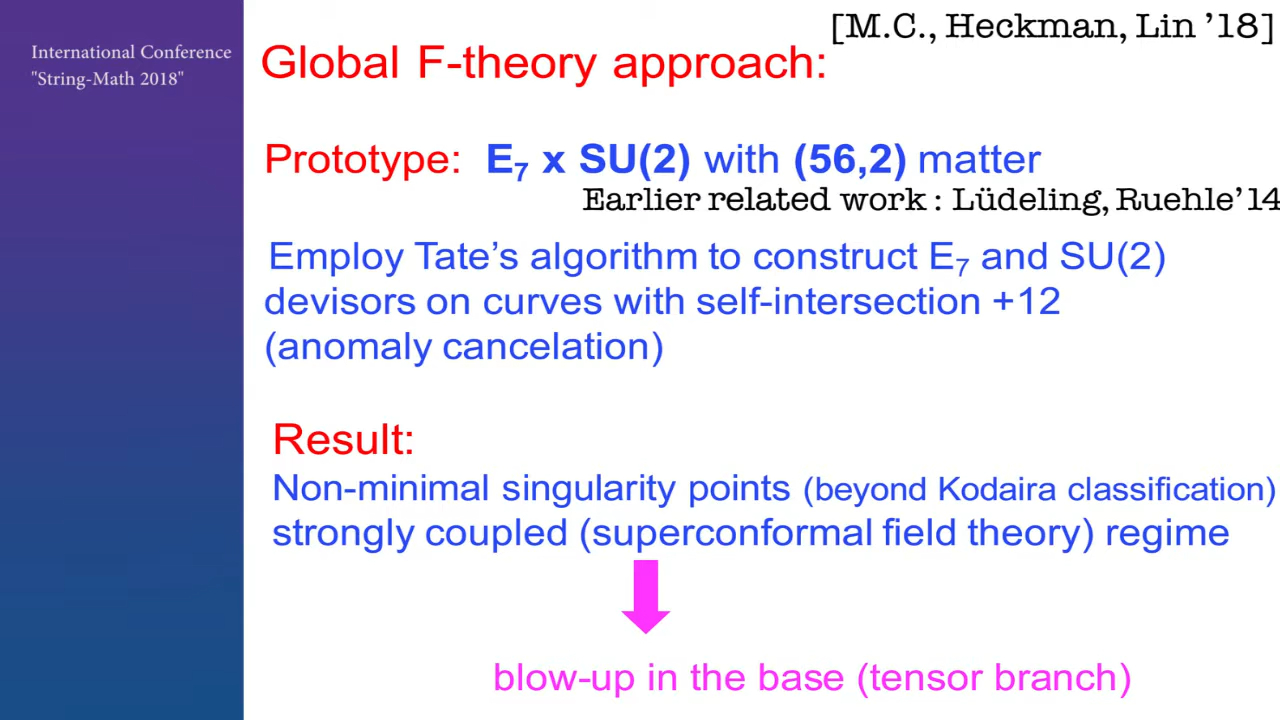 International Conference
"String-Math 2018"
[M.C., Heckman, Lin ’18]
Global F-theory approach:
Prototype: E₇ x SU(2) with (56,2) matter
Earlier related work : Lüdeling, Ruehle’14
Employ Tate’s algorithm to construct E₇ and SU(2)
devisors on curves with self-intersection +12
(anomaly cancelation)
Result:
Non-minimal singularity points (beyond Kodaira classification)
strongly coupled (superconformal field theory) regime
blow-up in the base (tensor branch)